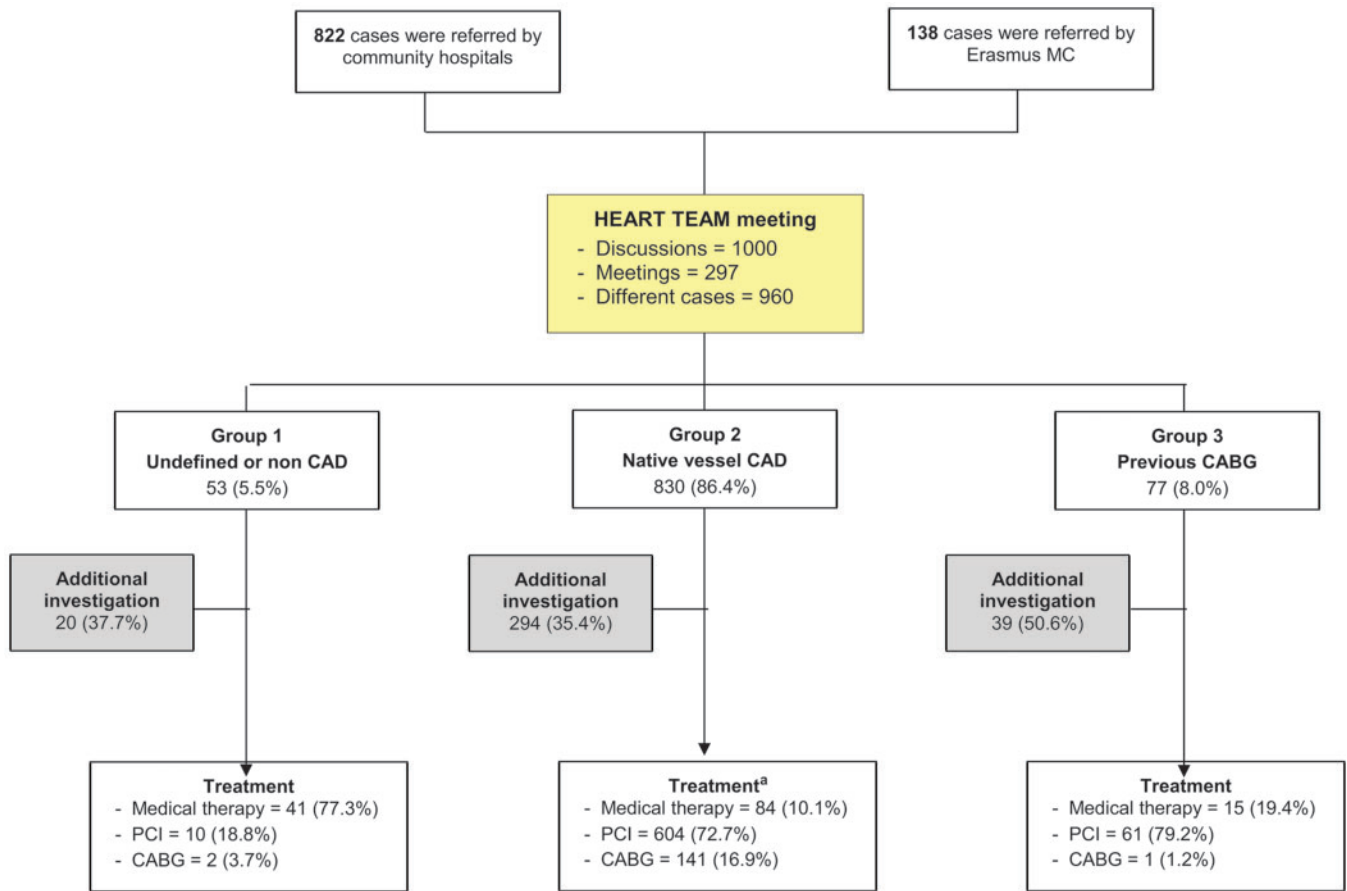 822 cases were referred by
community hospitals
138 cases were referred by
Erasmus MC
HEART TEAM meeting
- Discussions = 1000
- Meetings = 297
- Different cases = 960
Group 1
Undefined or non CAD
53 (5.5%)
Group 2
Native vessel CAD
830 (86.4%)
Group 3
Previous CABG
77 (8.0%)
Additional
investigation
20 (37.7%)
Additional
investigation
294 (35.4%)
Additional
investigation
39 (50.6%)
Treatment
- Medical therapy = 41 (77.3%)
- PCI = 10 (18.8%)
- CABG = 2 (3.7%)
Treatmentᵃ
- Medical therapy = 84 (10.1%)
- PCI = 604 (72.7%)
- CABG = 141 (16.9%)
Treatment
- Medical therapy = 15 (19.4%)
- PCI = 61 (79.2%)
- CABG = 1 (1.2%)